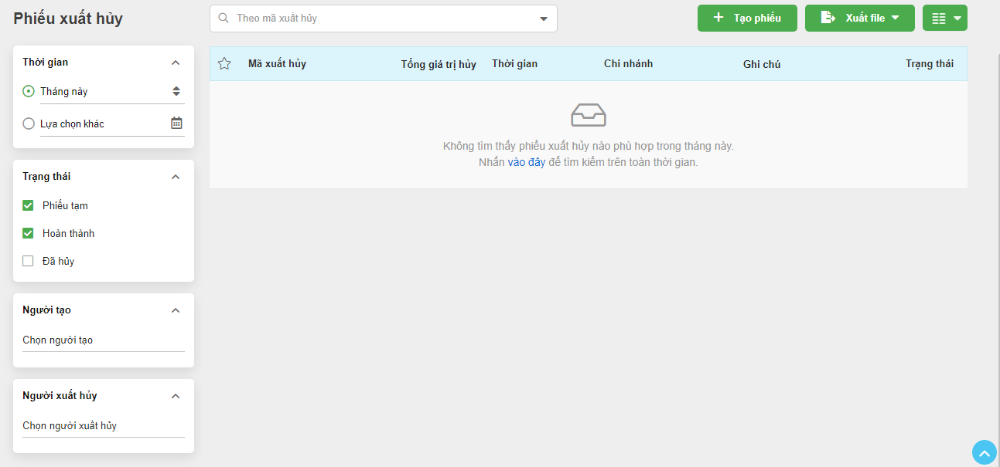 Phiếu xuất hủy
Theo mã xuất hủy
Tạo phiếu
Xuất file
Thời gian
Tháng này
Lựa chọn khác
Trạng thái
Phiếu tạm
Hoàn thành
Đã hủy
Người tạo
Chọn người tạo
Người xuất hủy
Chọn người xuất hủy
Mã xuất hủy Tổng giá trị hủy Thời gian Chi nhánh Ghi chú Trạng thái
Không tìm thấy phiếu xuất hủy nào phù hợp trong tháng này.
Nhấn vào đây để tìm kiếm trên toàn thời gian.